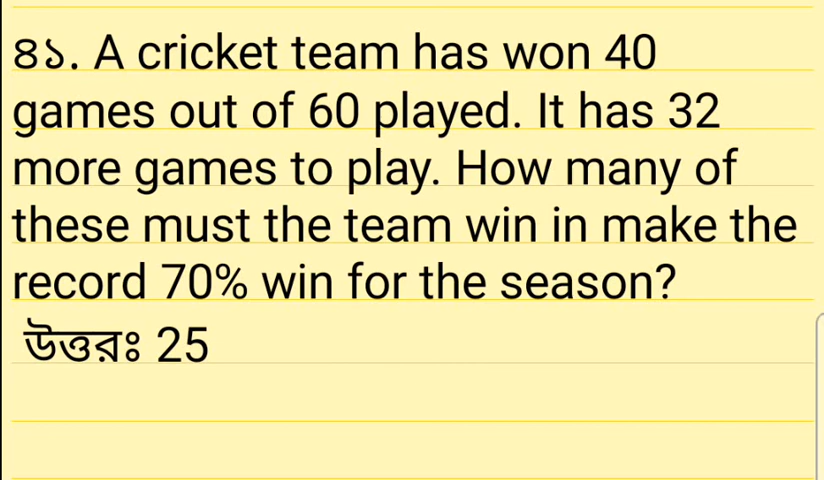 ৪১. A cricket team has won 40
games out of 60 played. It has 32
more games to play. How many of
these must the team win in make the
record 70% win for the season?
উত্তরঃ 25